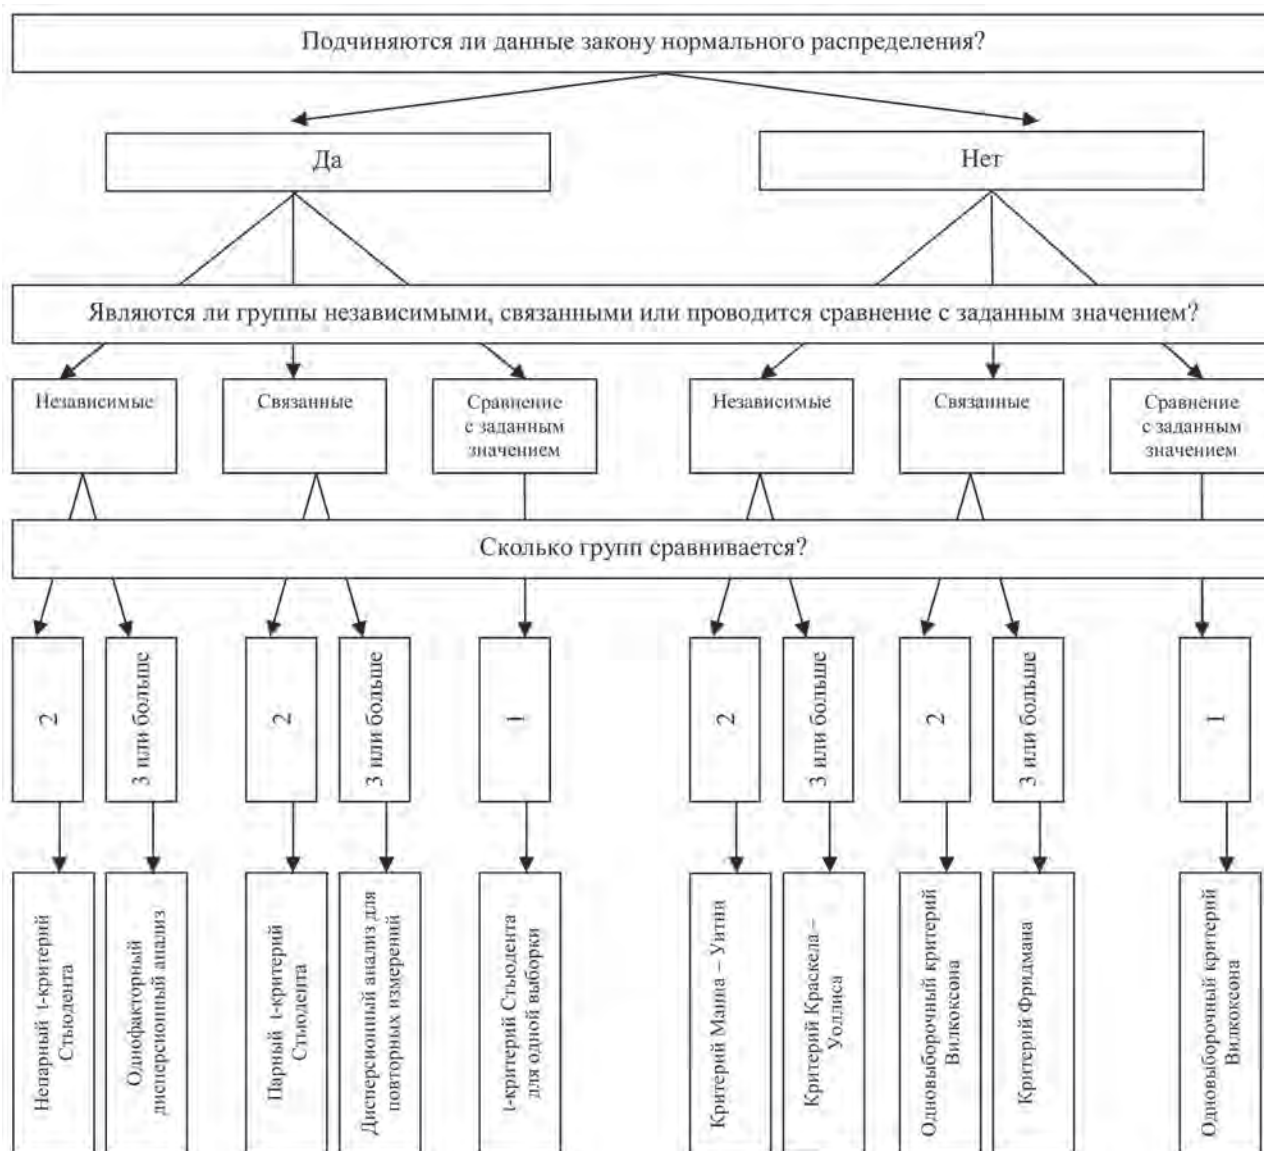 Подчиняются ли данные закону нормального распределения?
Да
Нет
Являются ли группы независимыми, связанными или проводится сравнение с заданным значением?
Независимые
Связанные
Сравнение
с заданным
значением
Независимые
Связанные
Сравнение
с заданным
значением
Сколько групп сравнивается?
2
3 или больше
2
3 или больше
1
2
3 или больше
2
3 или больше
1
Непарный t-критерий
Стьюдента
Однофакторный
дисперсионный анализ
Парный t-критерий
Стьюдента
Дисперсионный анализ для
повторных измерений
t-критерий Стьюдента
для одной выборки
Критерий Манна – Уитни
Критерий Краскела –
Уоллиса
Одновыборочный критерий
Вилкоксона
Критерий Фридмана
Одновыборочный критерий
Вилкоксона